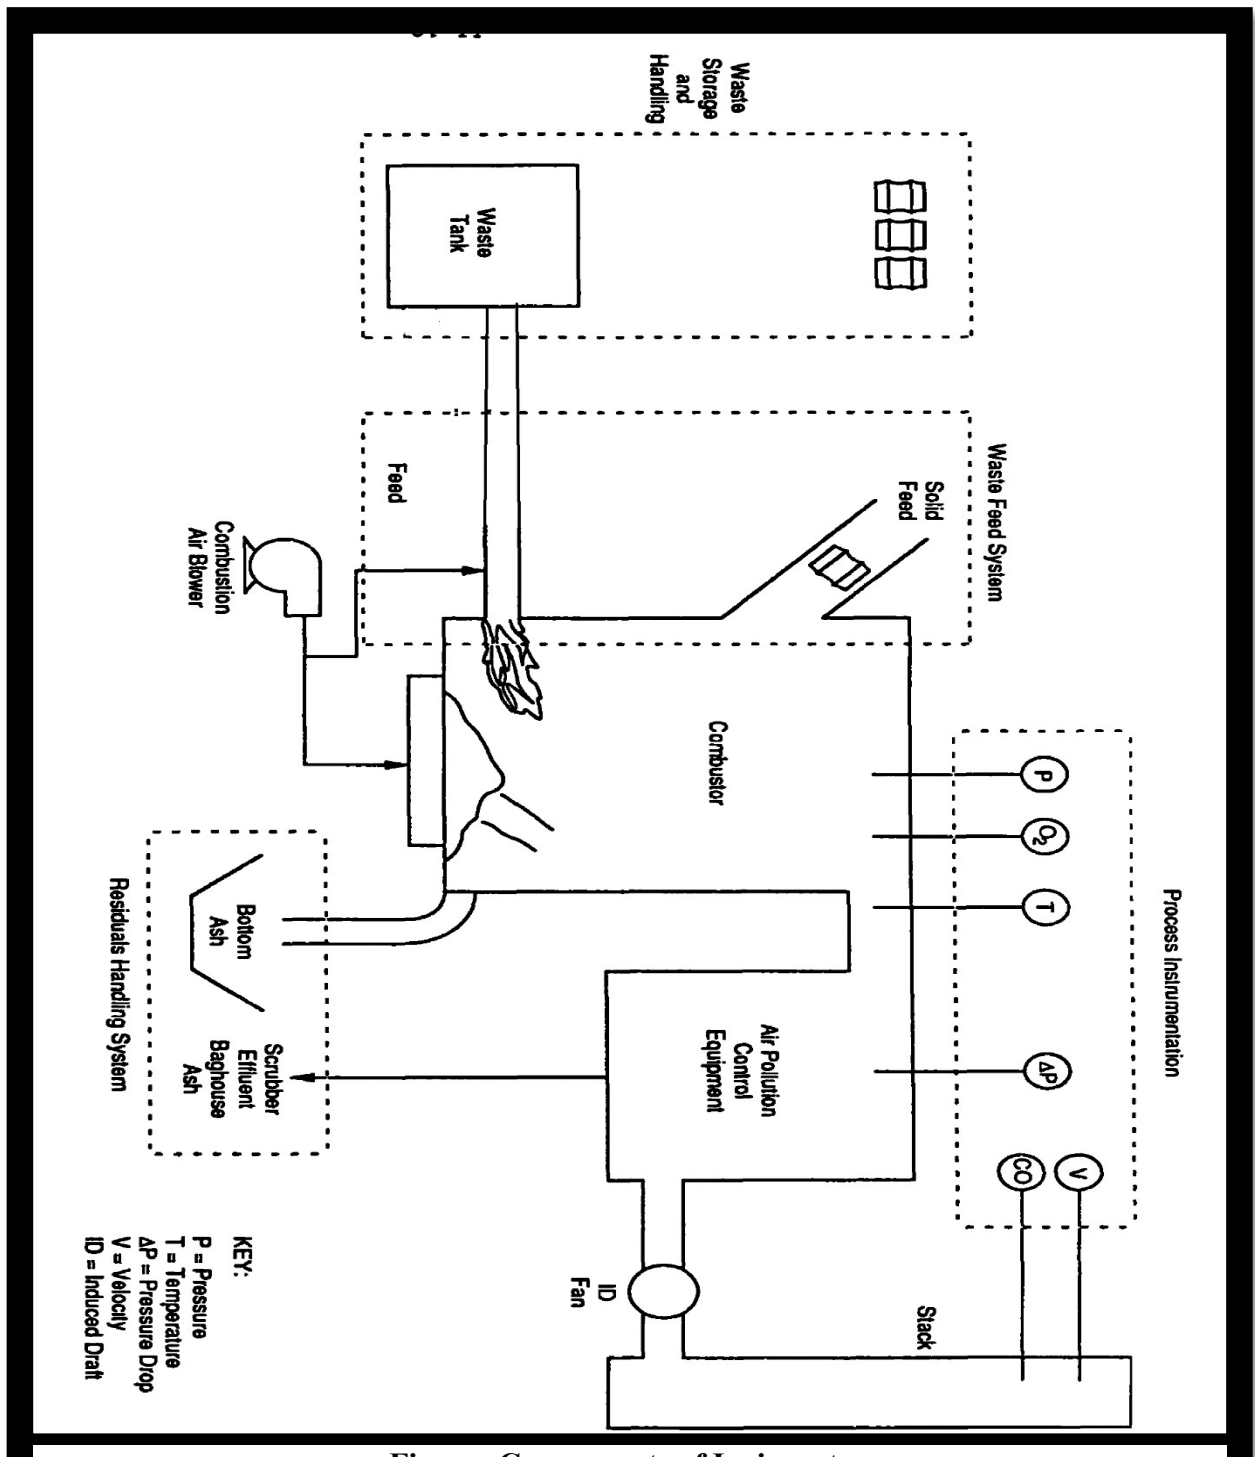 Waste
Storage
and
Handling
Waste
Tank
Waste Feed System
Solid
Feed
Feed
Combustion
Air Blower
Process Instrumentation
P
O2
T
ΔP
CO
V
Combustor
Air Pollution
Control
Equipment
Bottom
Ash
Scrubber
Effluent
Baghouse
Ash
Residuals Handling System
Stack
ID
Fan
KEY:
P = Pressure
T = Temperature
ΔP = Pressure Drop
V = Velocity
ID = Induced Draft